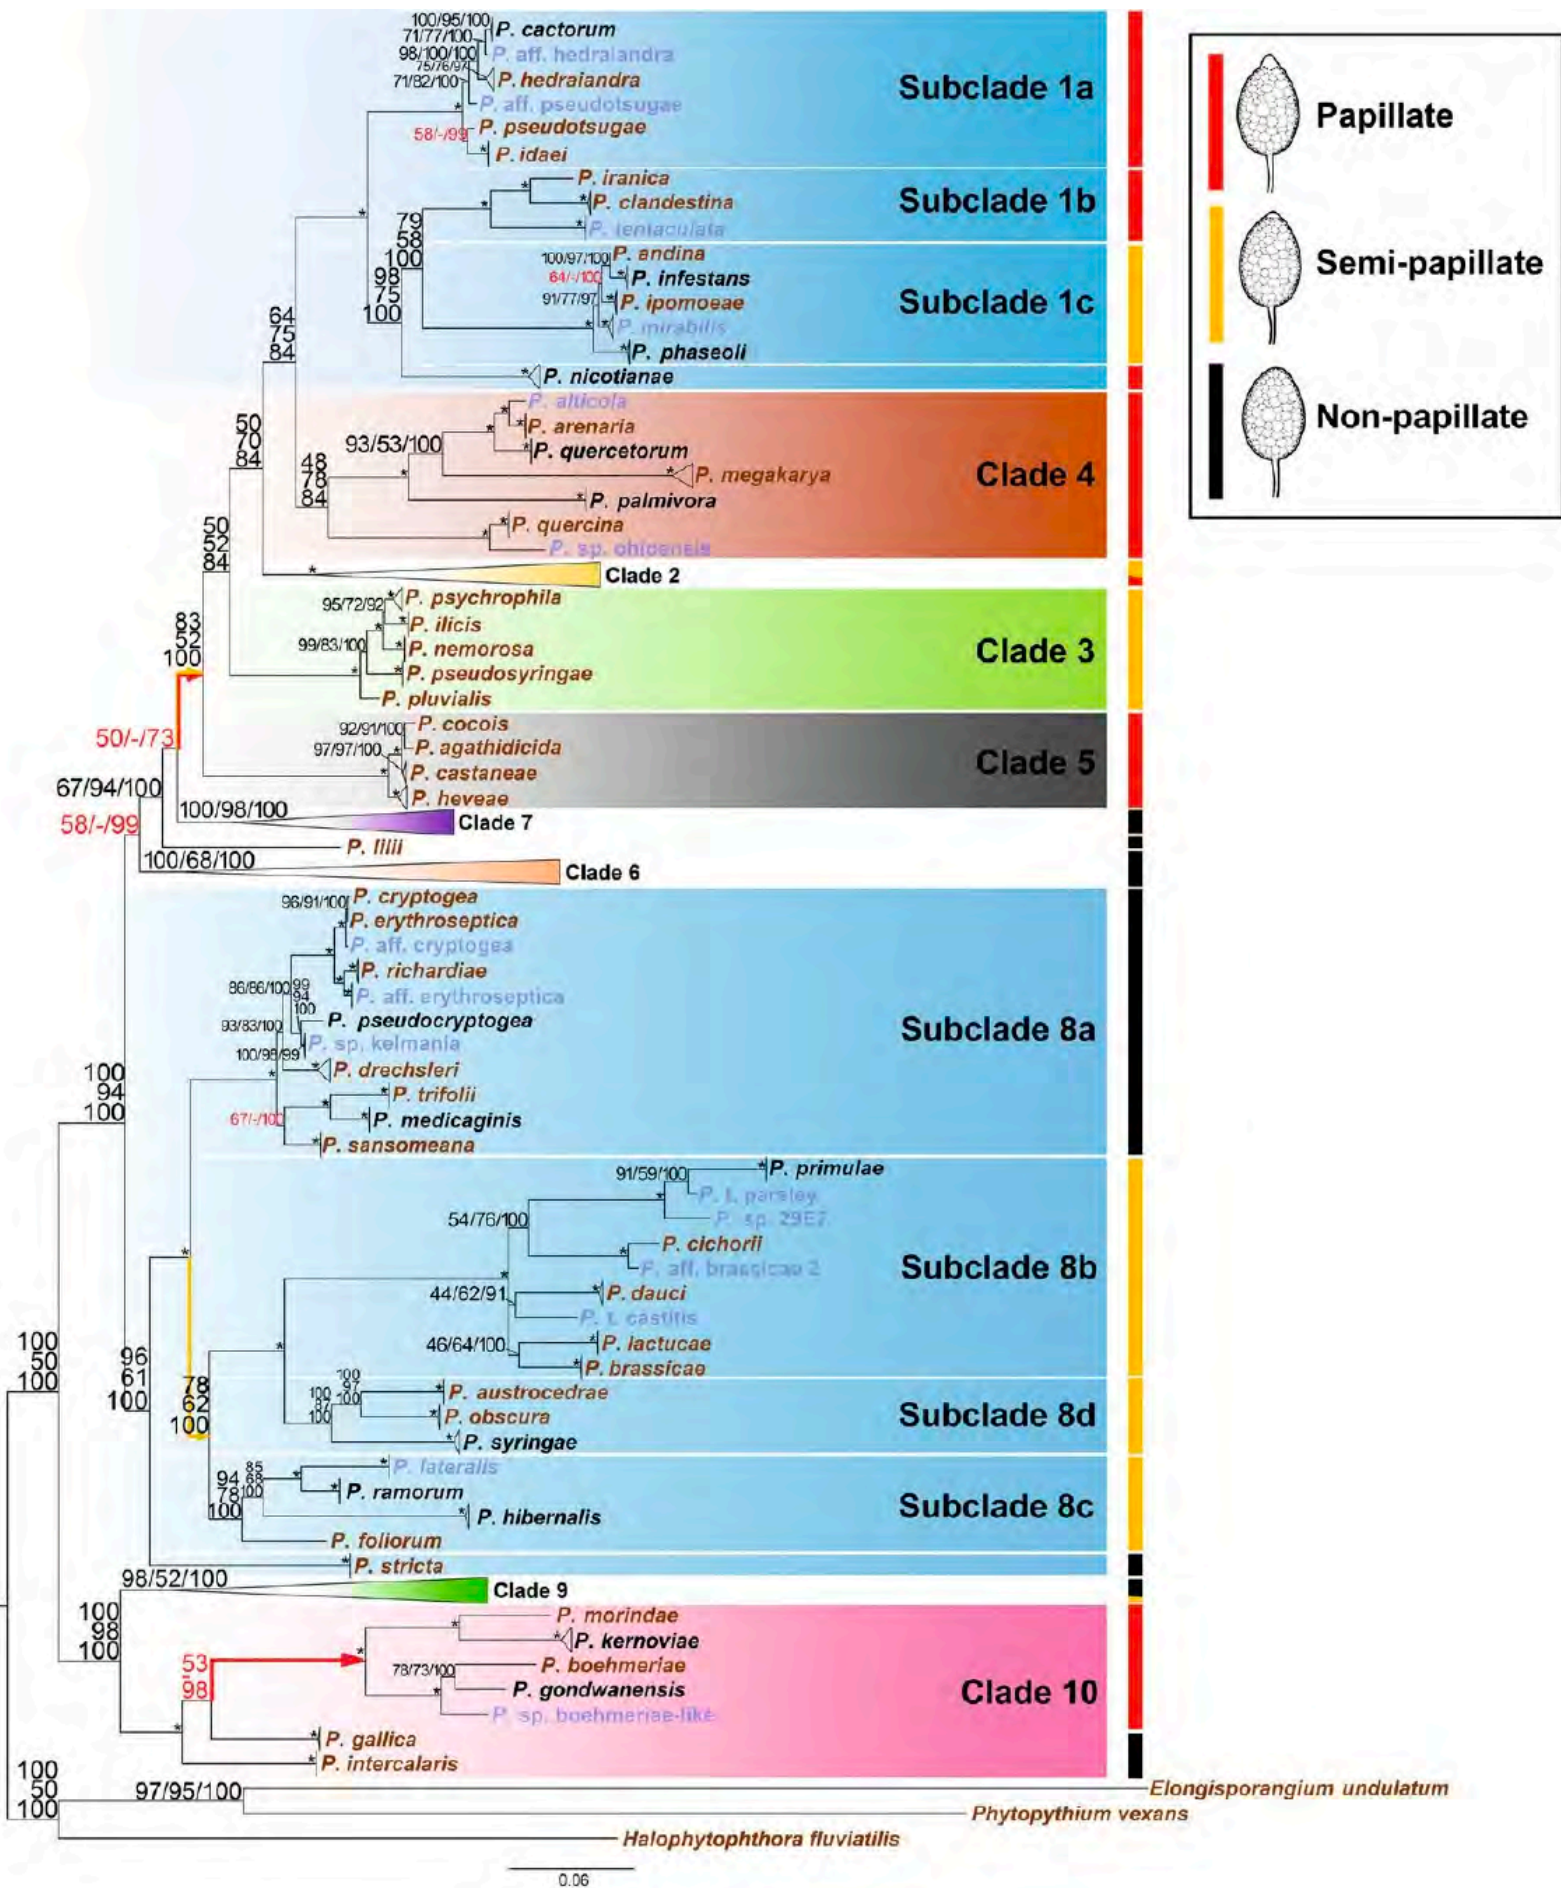 100/95/100
P. cactorum
71/77/100
98/100/100
P. aff. hedraiandra
75/76/97
P. hedraiandra
71/82/100
Subclade 1a
P. aff. pseudotsugae
58/-/99
P. pseudotsugae
P. idaei
P. iranica
P. clandestina
Subclade 1b
P. tentaculata
79
58
100
100/97/100
P. andina
64/-/100
P. infestans
98
75
100
91/77/97
P. ipomoeae
Subclade 1c
P. mirabilis
P. phaseoli
64
75
84
P. nicotianae
P. alticola
P. arenaria
50
70
84
93/53/100
P. quercetorum
48
78
84
P. megakarya
Clade 4
P. palmivora
P. quercina
50
52
84
P. sp. ohioensis
Clade 2
95/72/92
P. psychrophila
P. ilicis
83
52
100
99/83/100
P. nemorosa
Clade 3
P. pseudosyringae
P. pluvialis
50/-/73
92/91/100
P. cocois
97/97/100
P. agathidicida
Clade 5
P. castaneae
67/94/100
P. heveae
58/-/99
100/98/100
Clade 7
P. lilii
100/68/100
Clade 6
96/91/100
P. cryptogea
P. erythroseptica
P. aff. cryptogea
P. richardiae
86/86/100
99
94
100
P. aff. erythroseptica
93/83/100
P. pseudocryptogea
Subclade 8a
P. sp. kelmania
100/98/99
P. drechsleri
100
94
100
P. trifolii
67/-/100
P. medicaginis
P. sansomeana
91/59/100
P. primulae
P. t. parsley
P. sp. 29E7
54/76/100
P. cichorii
P. aff. brassicae 2
Subclade 8b
44/62/91
P. dauci
P. t. castitis
46/64/100
P. lactucae
P. brassicae
100
50
100
96
61
100
78
62
100
100
97
100
100
87
100
P. austrocedrae
P. obscura
Subclade 8d
P. syringae
85
68
100
P. lateralis
94
78
100
P. ramorum
P. hibernalis
Subclade 8c
P. foliorum
P. stricta
98/52/100
Clade 9
100
98
100
P. morindae
P. kernoviae
53
98
78/73/100
P. boehmeriae
P. gondwanensis
Clade 10
P. sp. boehmeriae-like
P. gallica
P. intercalaris
100
50
100
97/95/100
Elongisporangium undulatum
Phytopythium vexans
Halophytophthora fluviatilis
0.06
Papillate
Semi-papillate
Non-papillate